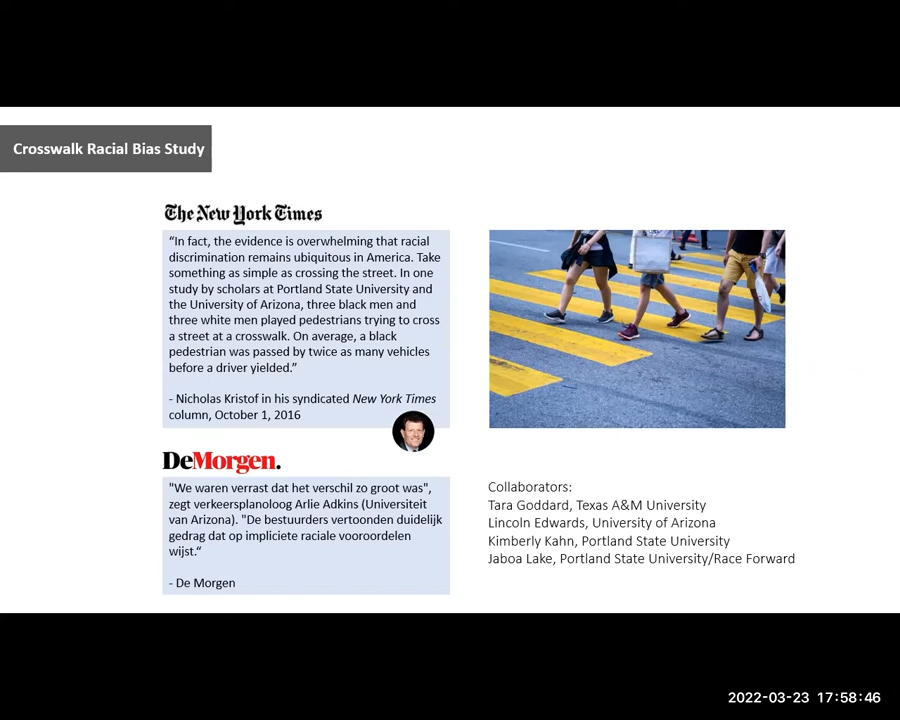 Crosswalk Racial Bias Study
The New York Times
“In fact, the evidence is overwhelming that racial
discrimination remains ubiquitous in America. Take
something as simple as crossing the street. In one
study by scholars at Portland State University and
the University of Arizona, three black men and
three white men played pedestrians trying to cross
a street at a crosswalk. On average, a black
pedestrian was passed by twice as many vehicles
before a driver yielded.”
- Nicholas Kristof in his syndicated New York Times
column, October 1, 2016
DeMorgen.
"We waren verrast dat het verschil zo groot was",
zegt verkeersplanoloog Arlie Adkins (Universiteit
van Arizona). "De bestuurders vertoonden duidelijk
gedrag dat op impliciete raciale vooroordelen
wijst.“
- De Morgen
Collaborators:
Tara Goddard, Texas A&M University
Lincoln Edwards, University of Arizona
Kimberly Kahn, Portland State University
Jaboa Lake, Portland State University/Race Forward
2022-03-23 17:58:46